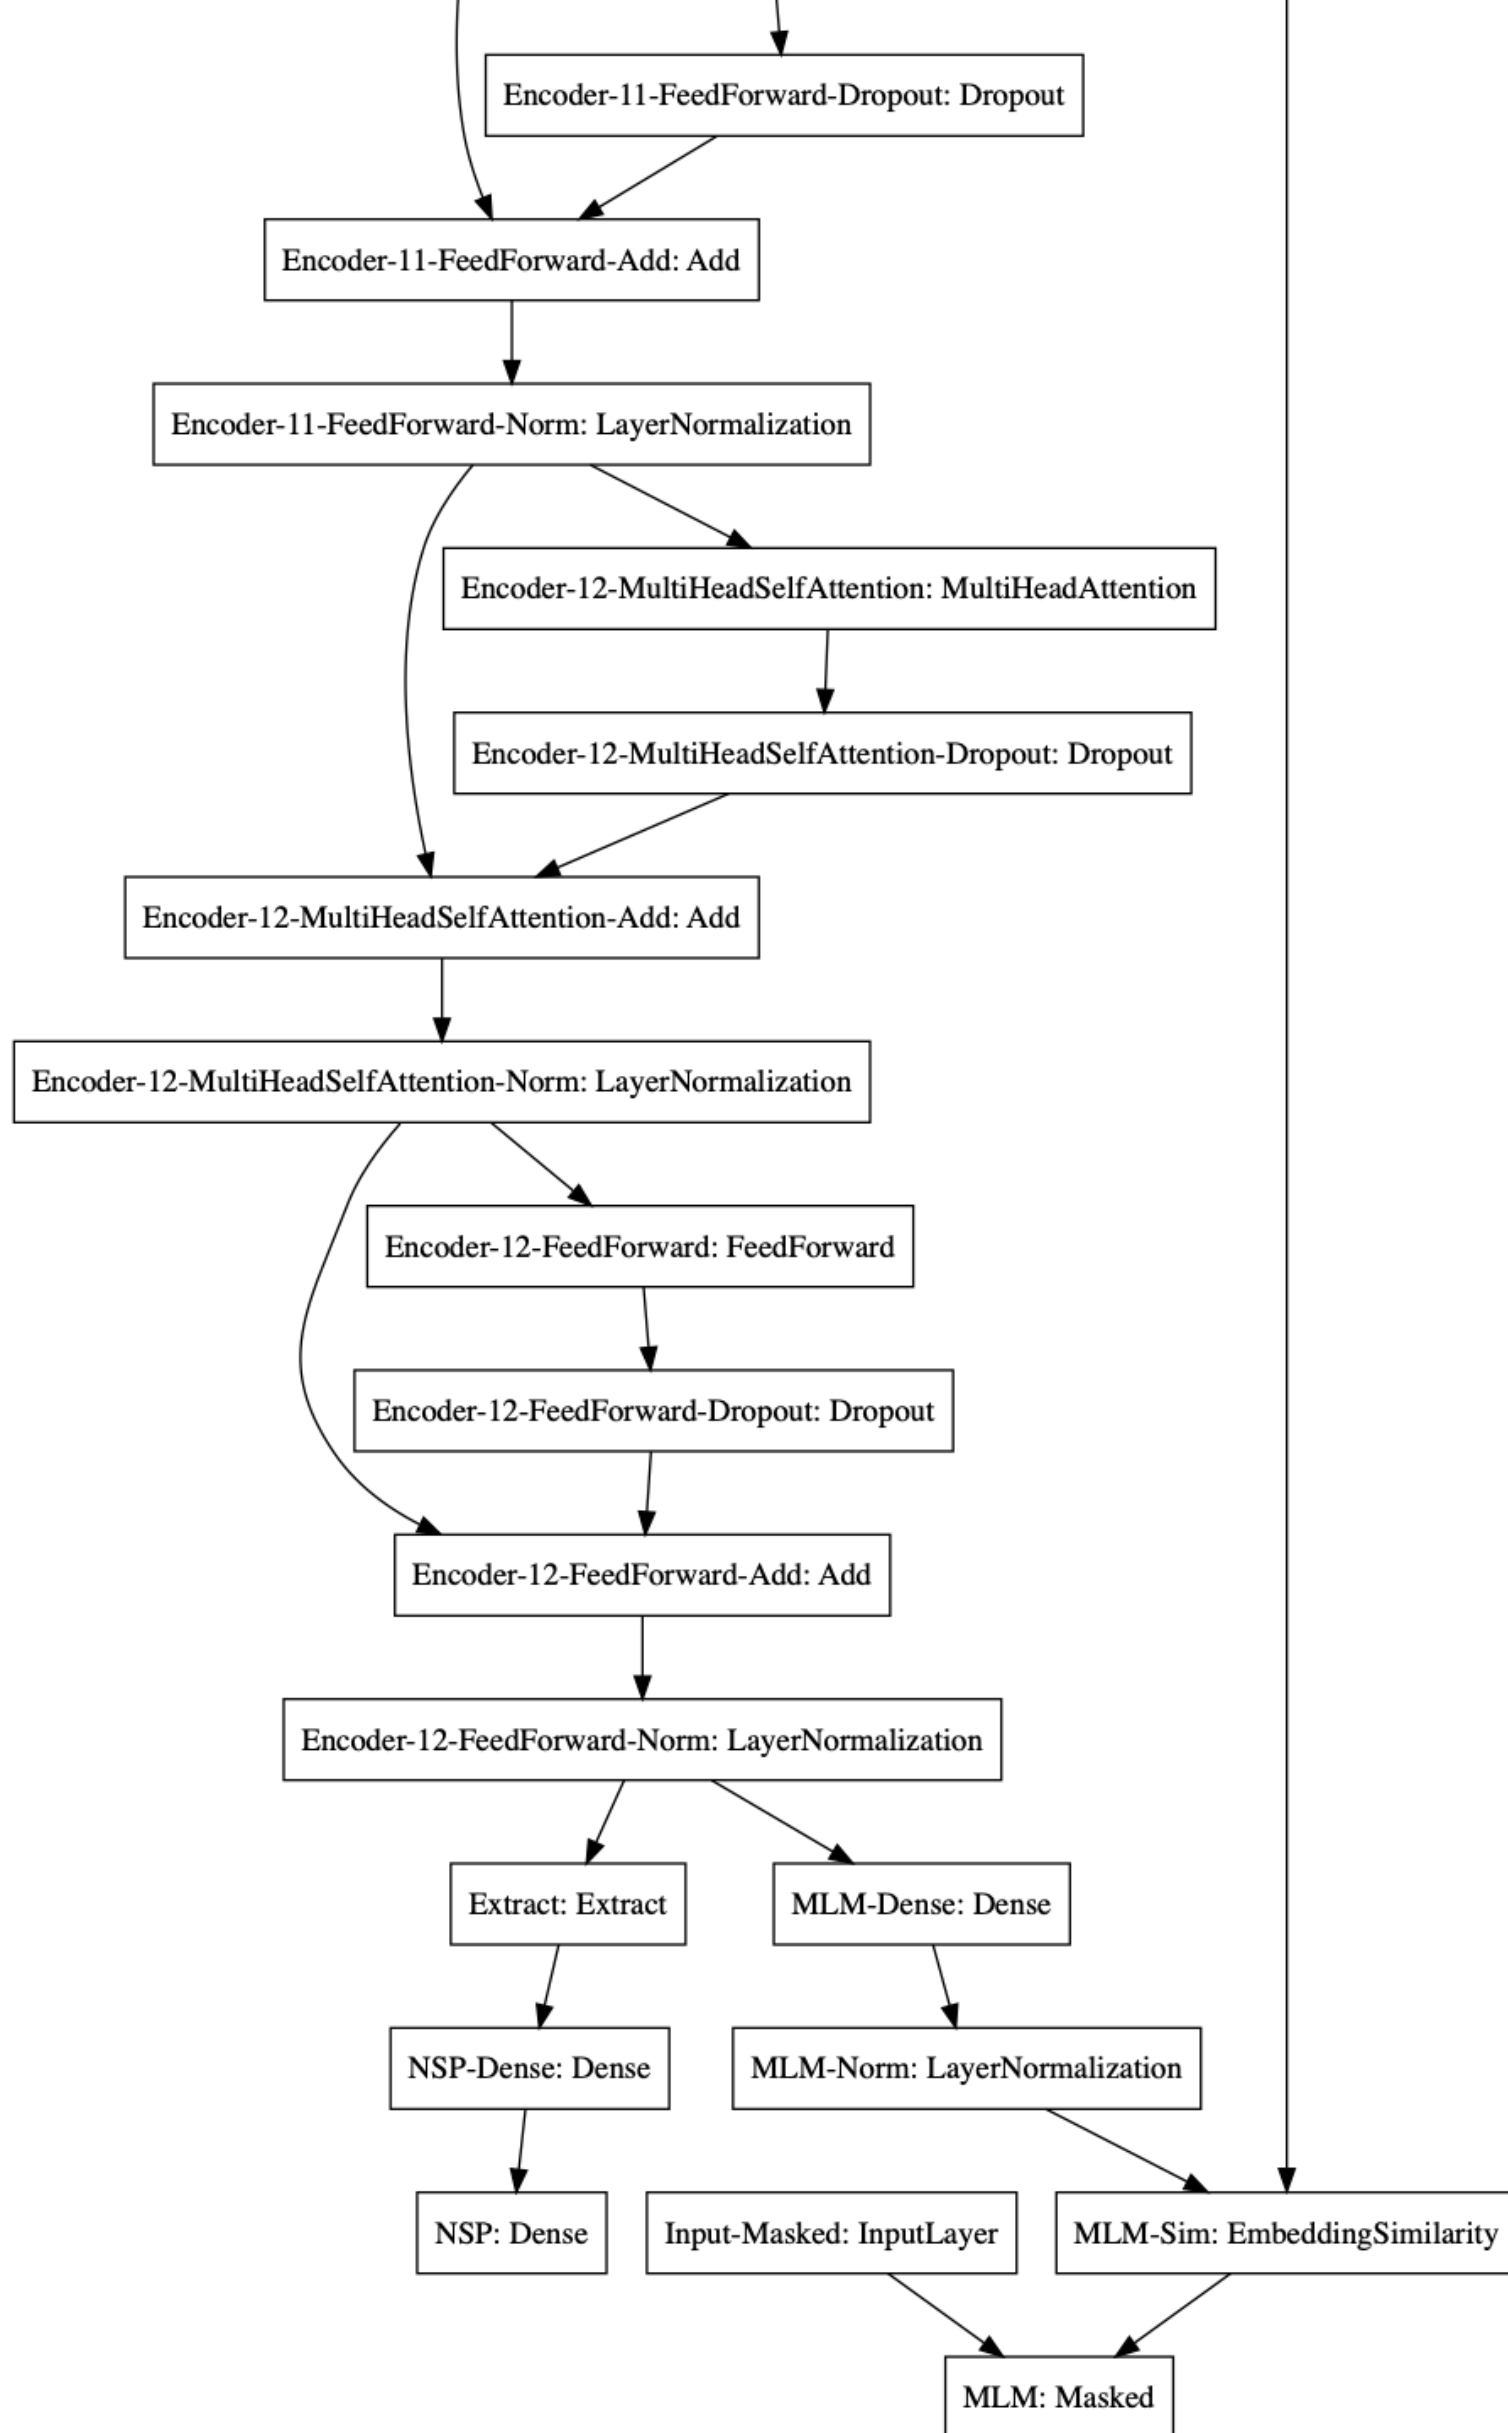 Encoder-11-FeedForward-Dropout: Dropout
Encoder-11-FeedForward-Add: Add
Encoder-11-FeedForward-Norm: LayerNormalization
Encoder-12-MultiHeadSelfAttention: MultiHeadAttention
Encoder-12-MultiHeadSelfAttention-Dropout: Dropout
Encoder-12-MultiHeadSelfAttention-Add: Add
Encoder-12-MultiHeadSelfAttention-Norm: LayerNormalization
Encoder-12-FeedForward: FeedForward
Encoder-12-FeedForward-Dropout: Dropout
Encoder-12-FeedForward-Add: Add
Encoder-12-FeedForward-Norm: LayerNormalization
Extract: Extract
MLM-Dense: Dense
NSP-Dense: Dense
MLM-Norm: LayerNormalization
NSP: Dense
Input-Masked: InputLayer
MLM-Sim: EmbeddingSimilarity
MLM: Masked